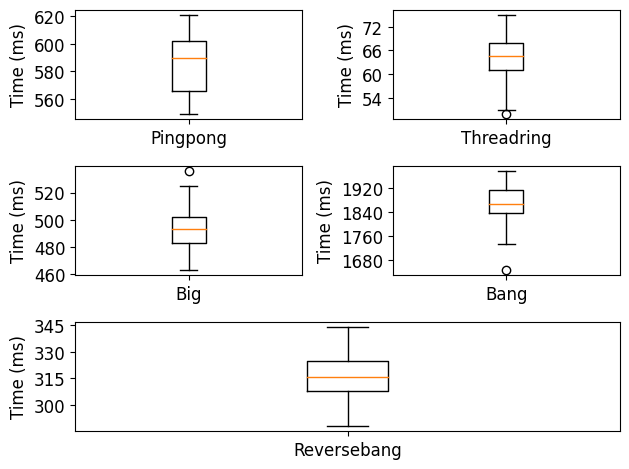 Time (ms)
620
600
580
560
Pingpong
Time (ms)
72
66
60
54
Threadring
Time (ms)
520
500
480
460
Big
Time (ms)
1920
1840
1760
1680
Bang
Time (ms)
345
330
315
300
Reversebang